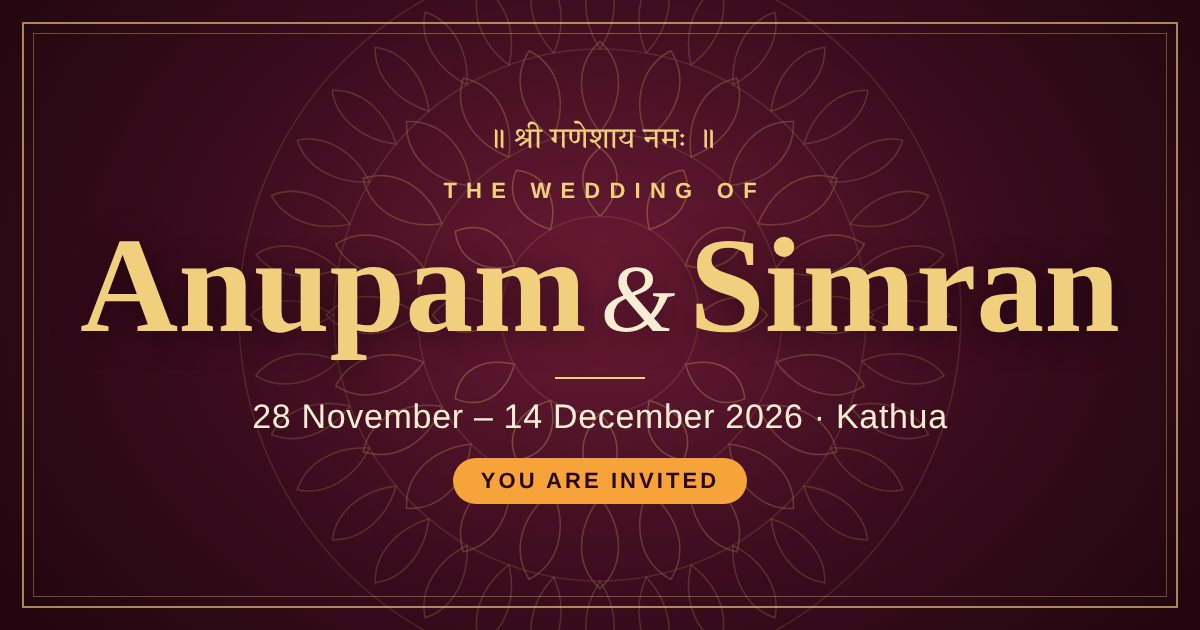 ॥ श्री गणेशाय नमः ॥
THE WEDDING OF
Anupam & Simran
28 November – 14 December 2026 · Kathua
YOU ARE INVITED